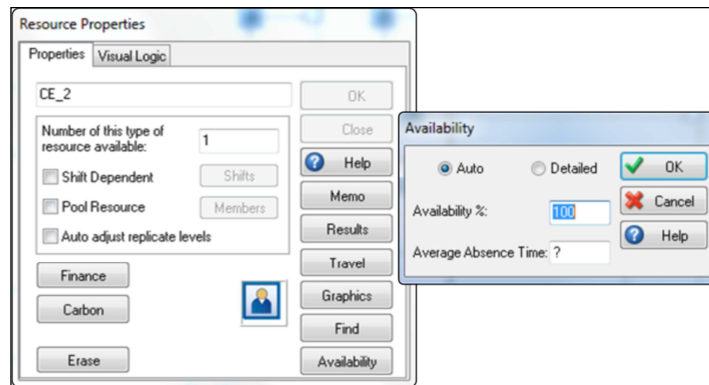 Resource Properties
Properties
Visual Logic
CE_2
Number of this type of
resource available:
1
Shift Dependent
Shifts
Pool Resource
Members
Auto adjust replicate levels
Finance
Carbon
Erase
OK
Close
Help
Memo
Results
Travel
Graphics
Find
Availability
Availability
Auto
Detailed
Availability %:
100
Average Absence Time:
?
OK
Cancel
Help